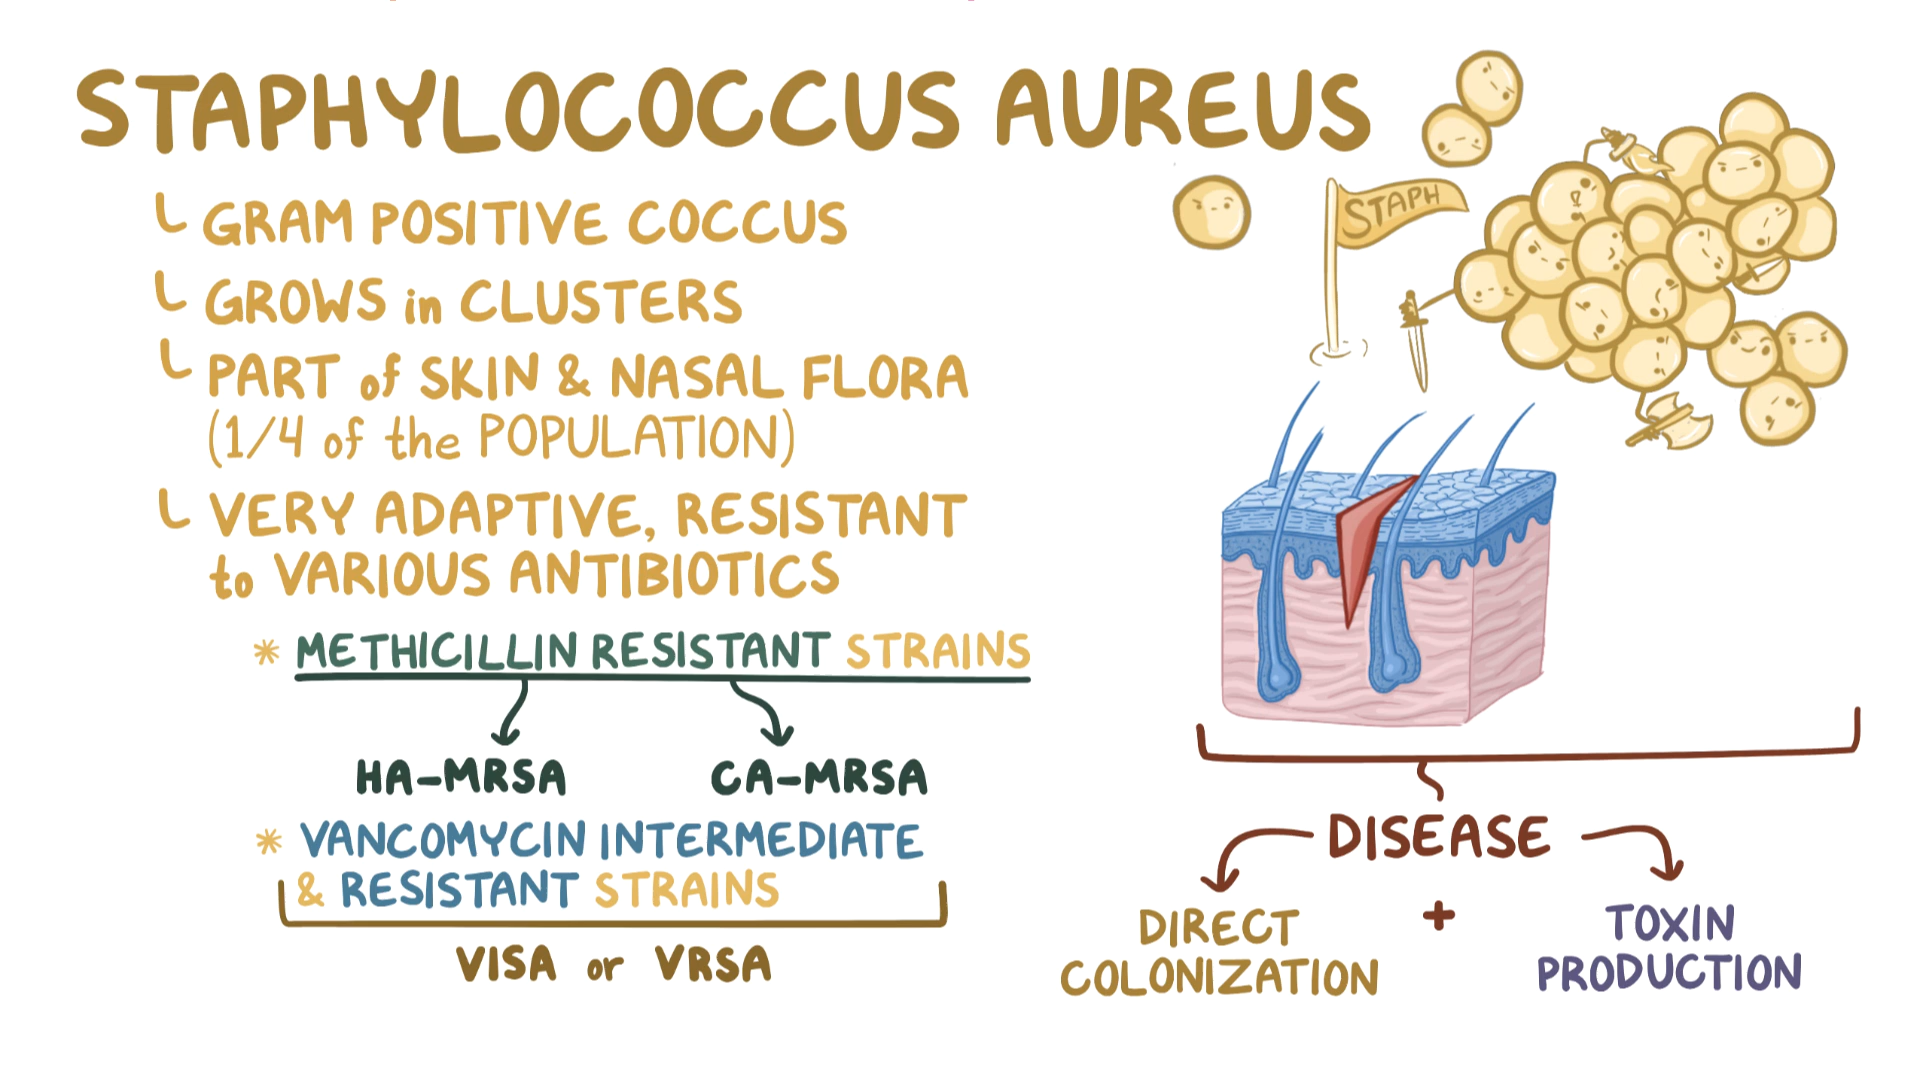 STAPHYLOCOCCUS AUREUS
GRAM POSITIVE COCCUS
GROWS in CLUSTERS
PART of SKIN & NASAL FLORA
(1/4 of the POPULATION)
VERY ADAPTIVE, RESISTANT
to VARIOUS ANTIBIOTICS
* METHICILLIN RESISTANT STRAINS
HA-MRSA CA-MRSA
* VANCOMYCIN INTERMEDIATE
& RESISTANT STRAINS
VISA or VRSA
STAPH
DISEASE
DIRECT
COLONIZATION
+
TOXIN
PRODUCTION